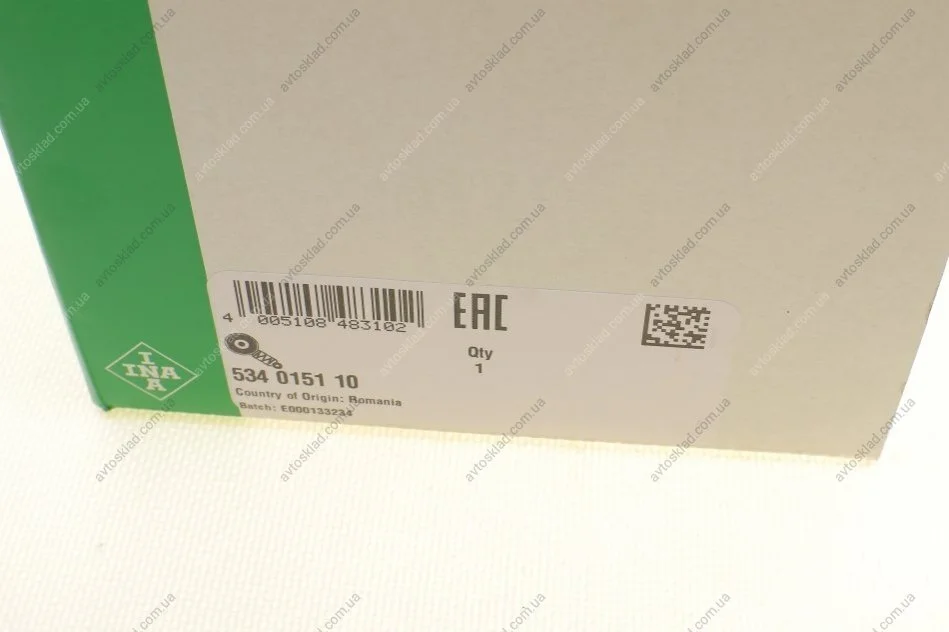 4 005108 483102
EAC
Qty
1
534 0151 10
Country of Origin: Romania
Batch: E000133234
I
INA
A
avtosklad.com.ua